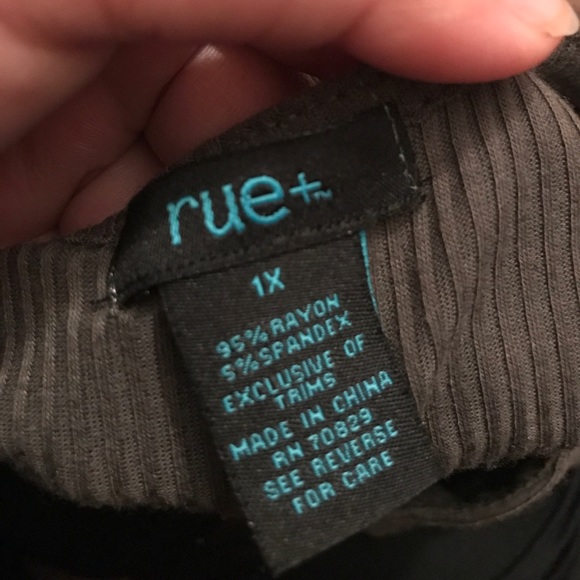 rue+™
1X
95% RAYON
5% SPANDEX
EXCLUSIVE OF
TRIMS
MADE IN CHINA
RN 70829
SEE REVERSE
FOR CARE